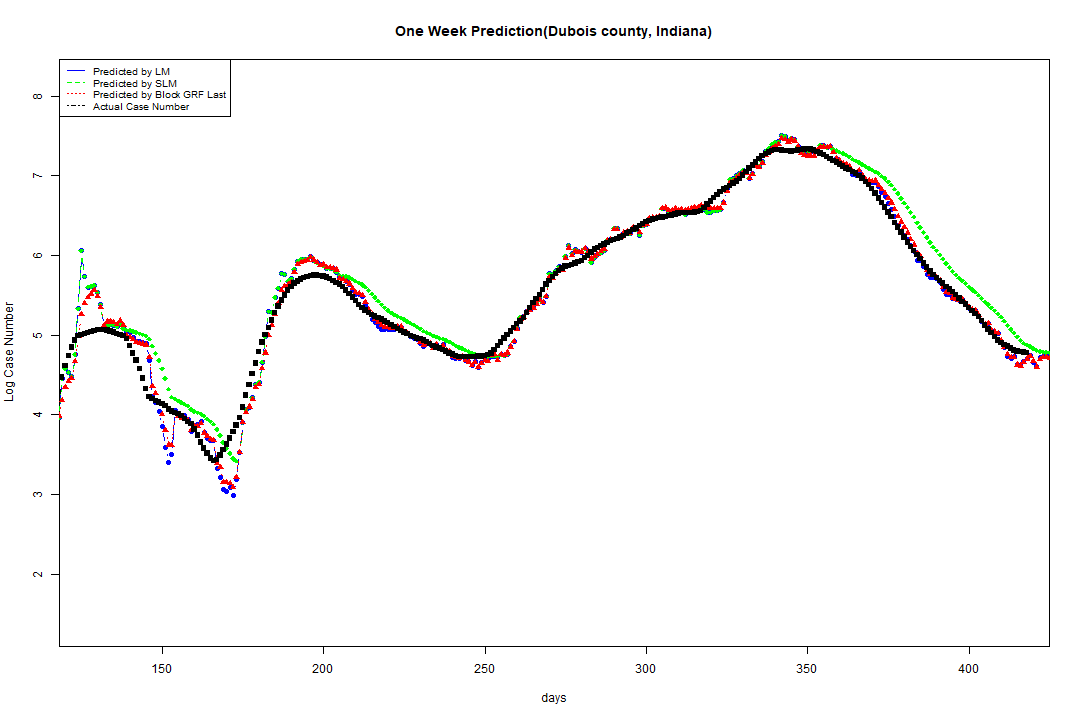 One Week Prediction(Dubois county, Indiana)
Predicted by LM
Predicted by SLM
Predicted by Block GRF Last
Actual Case Number
Log Case Number
8
7
6
5
4
3
2
150 200 250 300 350 400
days